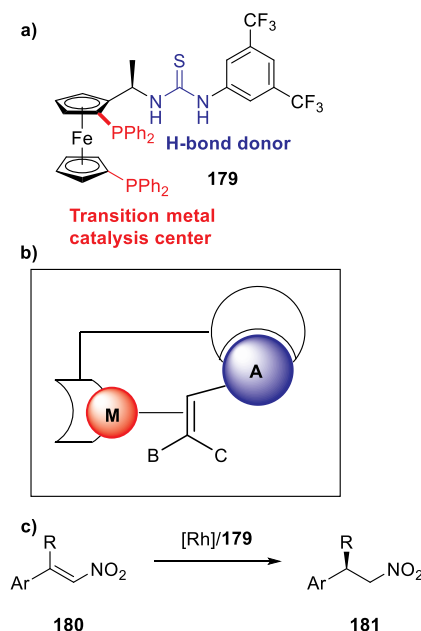 a)
CF3
S
N
H
N
H
CF3
PPh2
Fe
H-bond donor
PPh2
179
Transition metal
catalysis center
b)
A
M
B C
c)
R
Ar NO2
180
[Rh]/179
R
Ar NO2
181